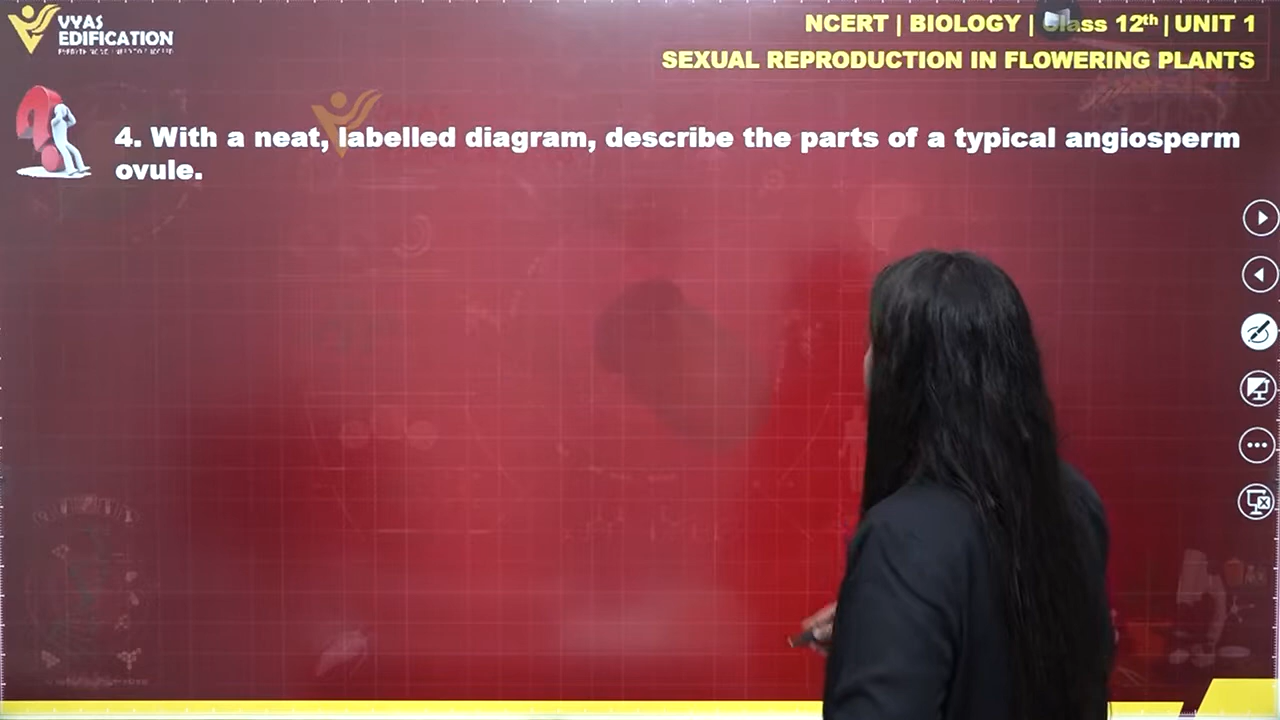 VYAS
EDIFICATION
NCERT | BIOLOGY | Class 12th | UNIT 1
SEXUAL REPRODUCTION IN FLOWERING PLANTS
4. With a neat, labelled diagram, describe the parts of a typical angiosperm
ovule.